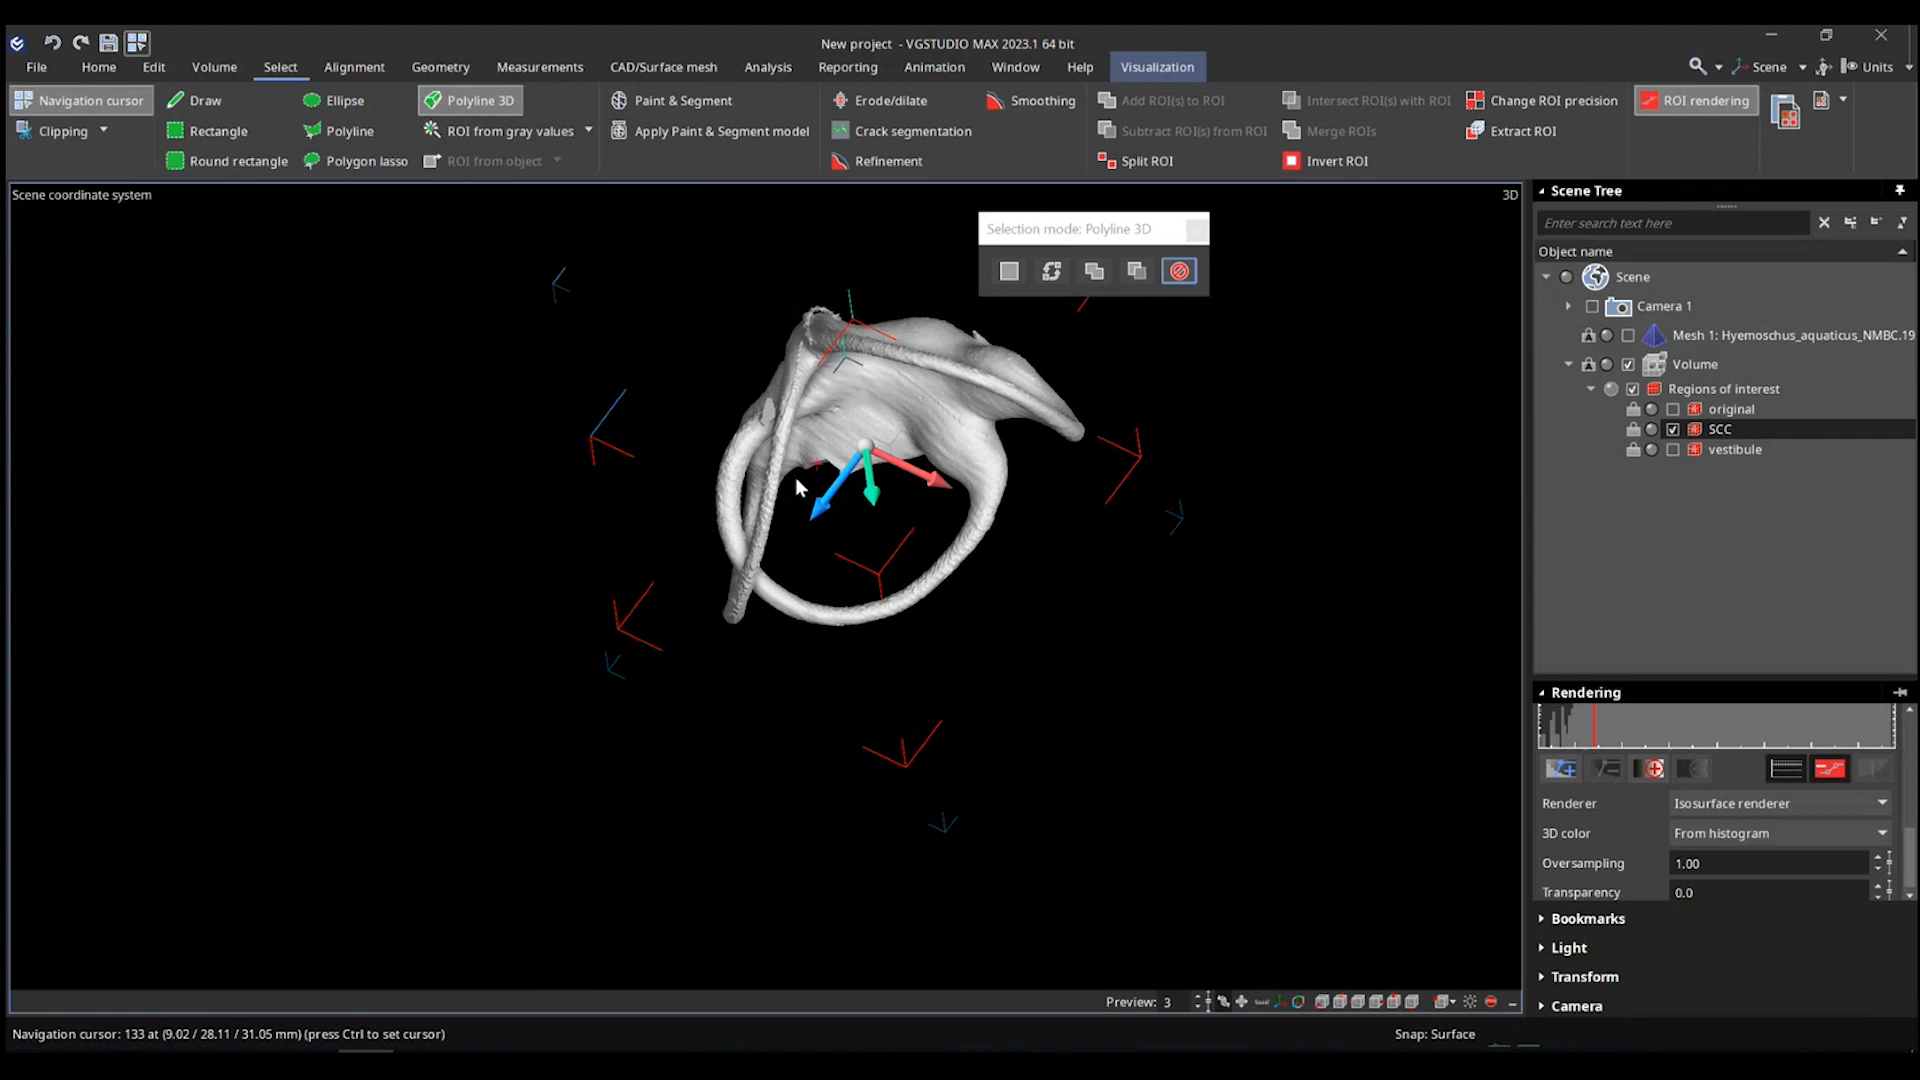 New project - VGSTUDIO MAX 2023.1 64 bit
File Home Edit Volume Select Alignment Geometry Measurements CAD/Surface mesh Analysis Reporting Animation Window Help Visualization Scene Units
Navigation cursor Draw Ellipse Polyline 3D Paint & Segment Erode/dilate Smoothing Add ROI(s) to ROI Intersect ROI(s) with ROI Change ROI precision ROI rendering
Clipping Rectangle Polyline ROI from gray values Apply Paint & Segment model Crack segmentation Subtract ROI(s) from ROI Merge ROIs Extract ROI
Round rectangle Polygon lasso ROI from object Refinement Split ROI Invert ROI
Scene coordinate system 3D
Selection mode: Polyline 3D
Scene Tree
Enter search text here
Object name
Scene
Camera 1
Mesh 1: Hyemoschus_aquaticus_NMBC.19
Volume
Regions of interest
original
SCC
vestibule
Rendering
Renderer Isosurface renderer
3D color From histogram
Oversampling 1.00
Transparency 0.0
Bookmarks
Light
Transform
Camera
Preview: 3
Navigation cursor: 133 at (9.02 / 28.11 / 31.05 mm) (press Ctrl to set cursor) Snap: Surface